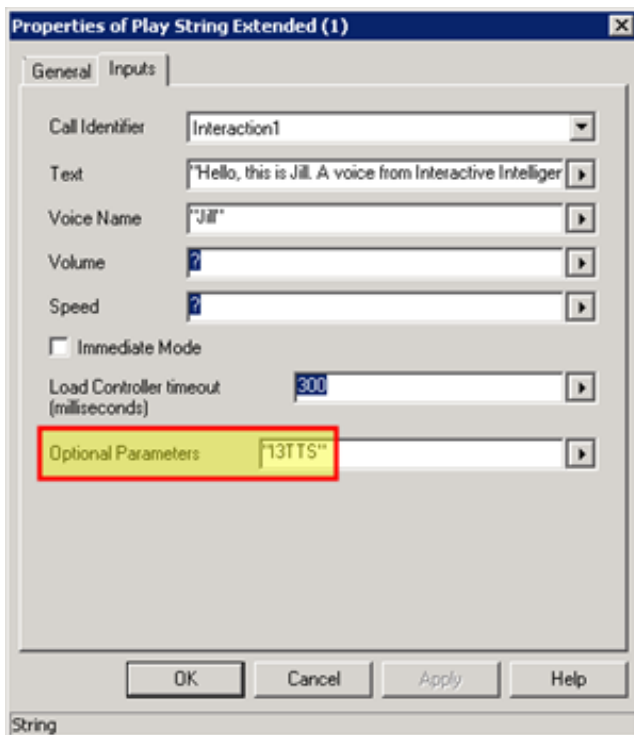 Properties of Play String Extended (1)
General Inputs
Call Identifier Interaction1
Text "Hello, this is Jill. A voice from Interactive Intelliger
Voice Name "Jill"
Volume ?
Speed ?
Immediate Mode
Load Controller timeout 300
(milliseconds)
Optional Parameters "13TTS"
OK Cancel Apply Help
String